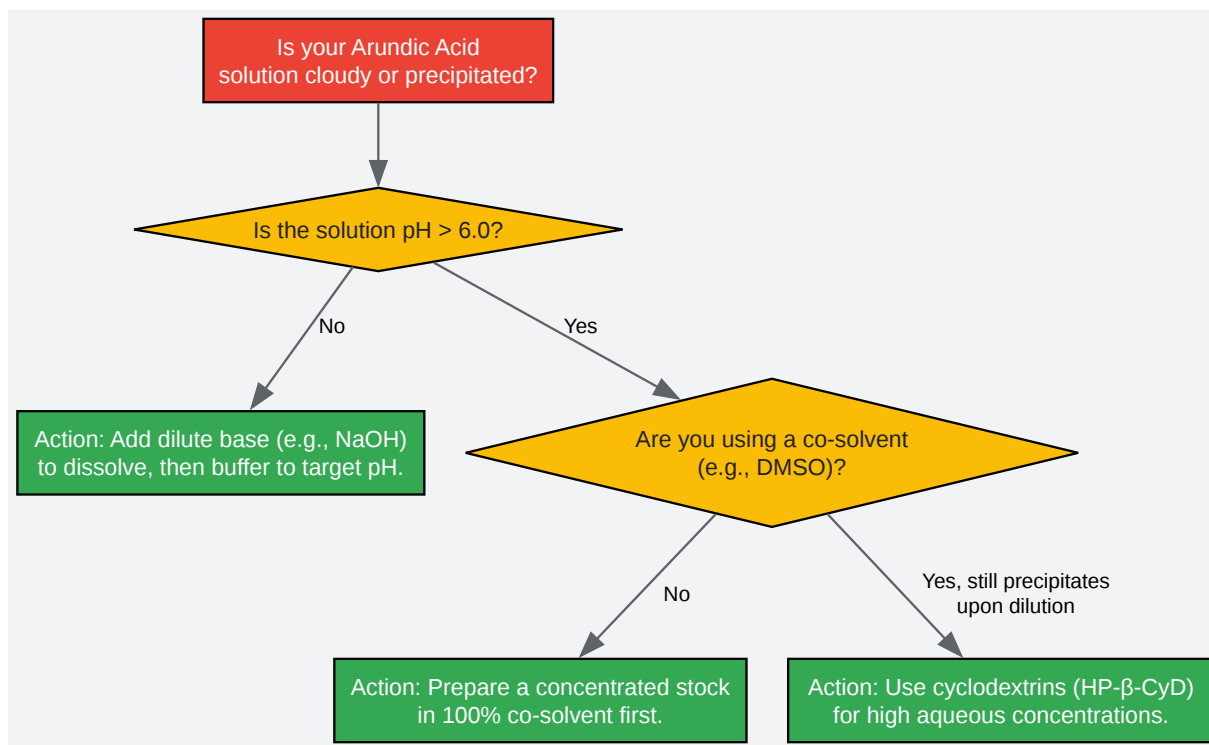 Is your Arundic Acid
solution cloudy or precipitated?
Is the solution pH > 6.0?
No
Yes
Action: Add dilute base (e.g., NaOH)
to dissolve, then buffer to target pH.
Are you using a co-solvent
(e.g., DMSO)?
No
Yes, still precipitates
upon dilution
Action: Prepare a concentrated stock
in 100% co-solvent first.
Action: Use cyclodextrins (HP-β-CyD)
for high aqueous concentrations.